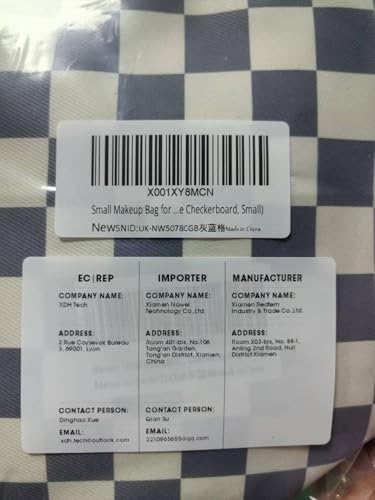 X001XY8MCN
Small Makeup Bag for ...e Checkerboard, Small)
NewSNID:UK-NW5078CGB灰蓝格Made in China
EC|REP
COMPANY NAME:
XDH Tech
ADDRESS:
2 Rue Coysevox Bureau
3, 69001, Lyon
CONTACT PERSON:
Dinghao Xue
EMAIL:
xdh.tech@outlook.com
IMPORTER
COMPANY NAME:
Xiamen Nawei
Technology Co.,Ltd.
ADDRESS:
Room 401-bis, No.106
Tong'an Garden,
Tong'an District, Xiamen,
China
CONTACT PERSON:
Qian Su
EMAIL:
2210965655@qq.com
MANUFACTURER
COMPANY NAME:
Xiamen Redfern
Industry & Trade Co.,Ltd.
ADDRESS:
Room 303-bis, No. 88-1,
Anling 2nd Road, Huli
District Xiamen